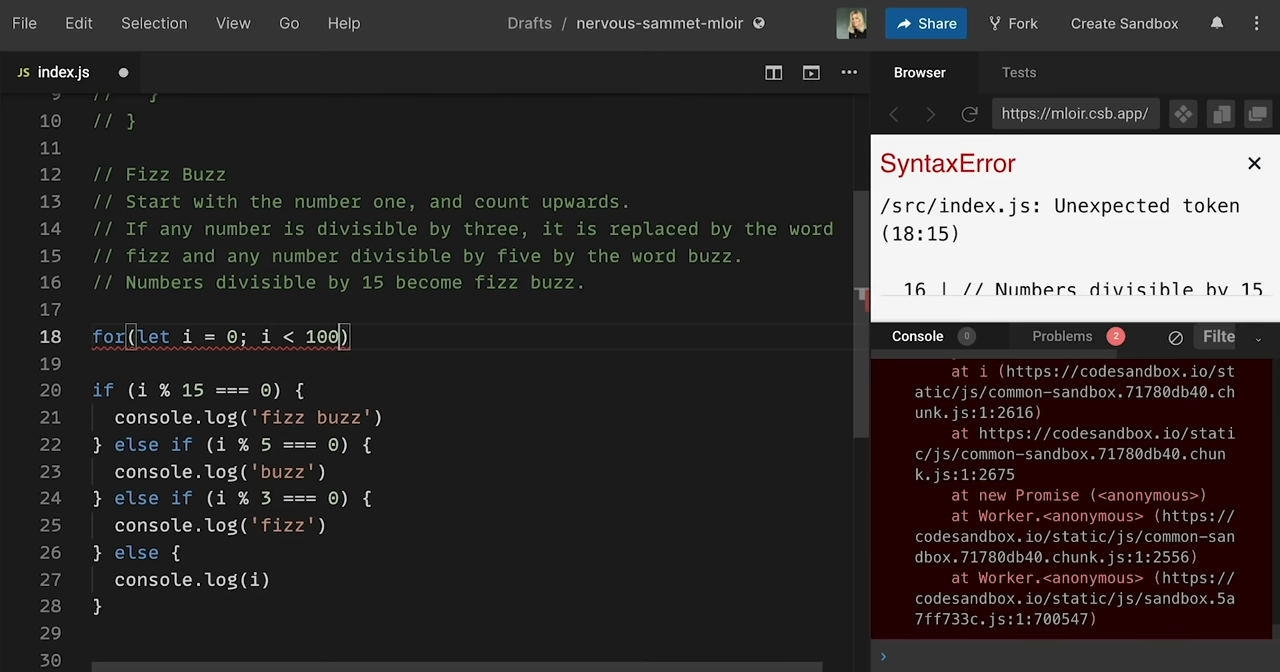 File Edit Selection View Go Help Drafts / nervous-sammet-mloir Share Fork Create Sandbox
JS index.js
Browser Tests
https://mloir.csb.app/
9 // }
10 // }
11
12 // Fizz Buzz
13 // Start with the number one, and count upwards.
14 // If any number is divisible by three, it is replaced by the word
15 // fizz and any number divisible by five by the word buzz.
16 // Numbers divisible by 15 become fizz buzz.
17
18 for(let i = 0; i < 100)
19
20 if (i % 15 === 0) {
21 console.log('fizz buzz')
22 } else if (i % 5 === 0) {
23 console.log('buzz')
24 } else if (i % 3 === 0) {
25 console.log('fizz')
26 } else {
27 console.log(i)
28 }
29
30
SyntaxError
/src/index.js: Unexpected token
(18:15)
16 | // Numbers divisible by 15
Console 0 Problems 2 Filte
at i (https://codesandbox.io/st
atic/js/common-sandbox.71780db40.ch
unk.js:1:2616)
at https://codesandbox.io/stati
c/js/common-sandbox.71780db40.chun
k.js:1:2675
at new Promise (<anonymous>)
at Worker.<anonymous> (https://
codesandbox.io/static/js/common-san
dbox.71780db40.chunk.js:1:2556)
at Worker.<anonymous> (https://
codesandbox.io/static/js/sandbox.5a
7ff733c.js:1:700547)
›